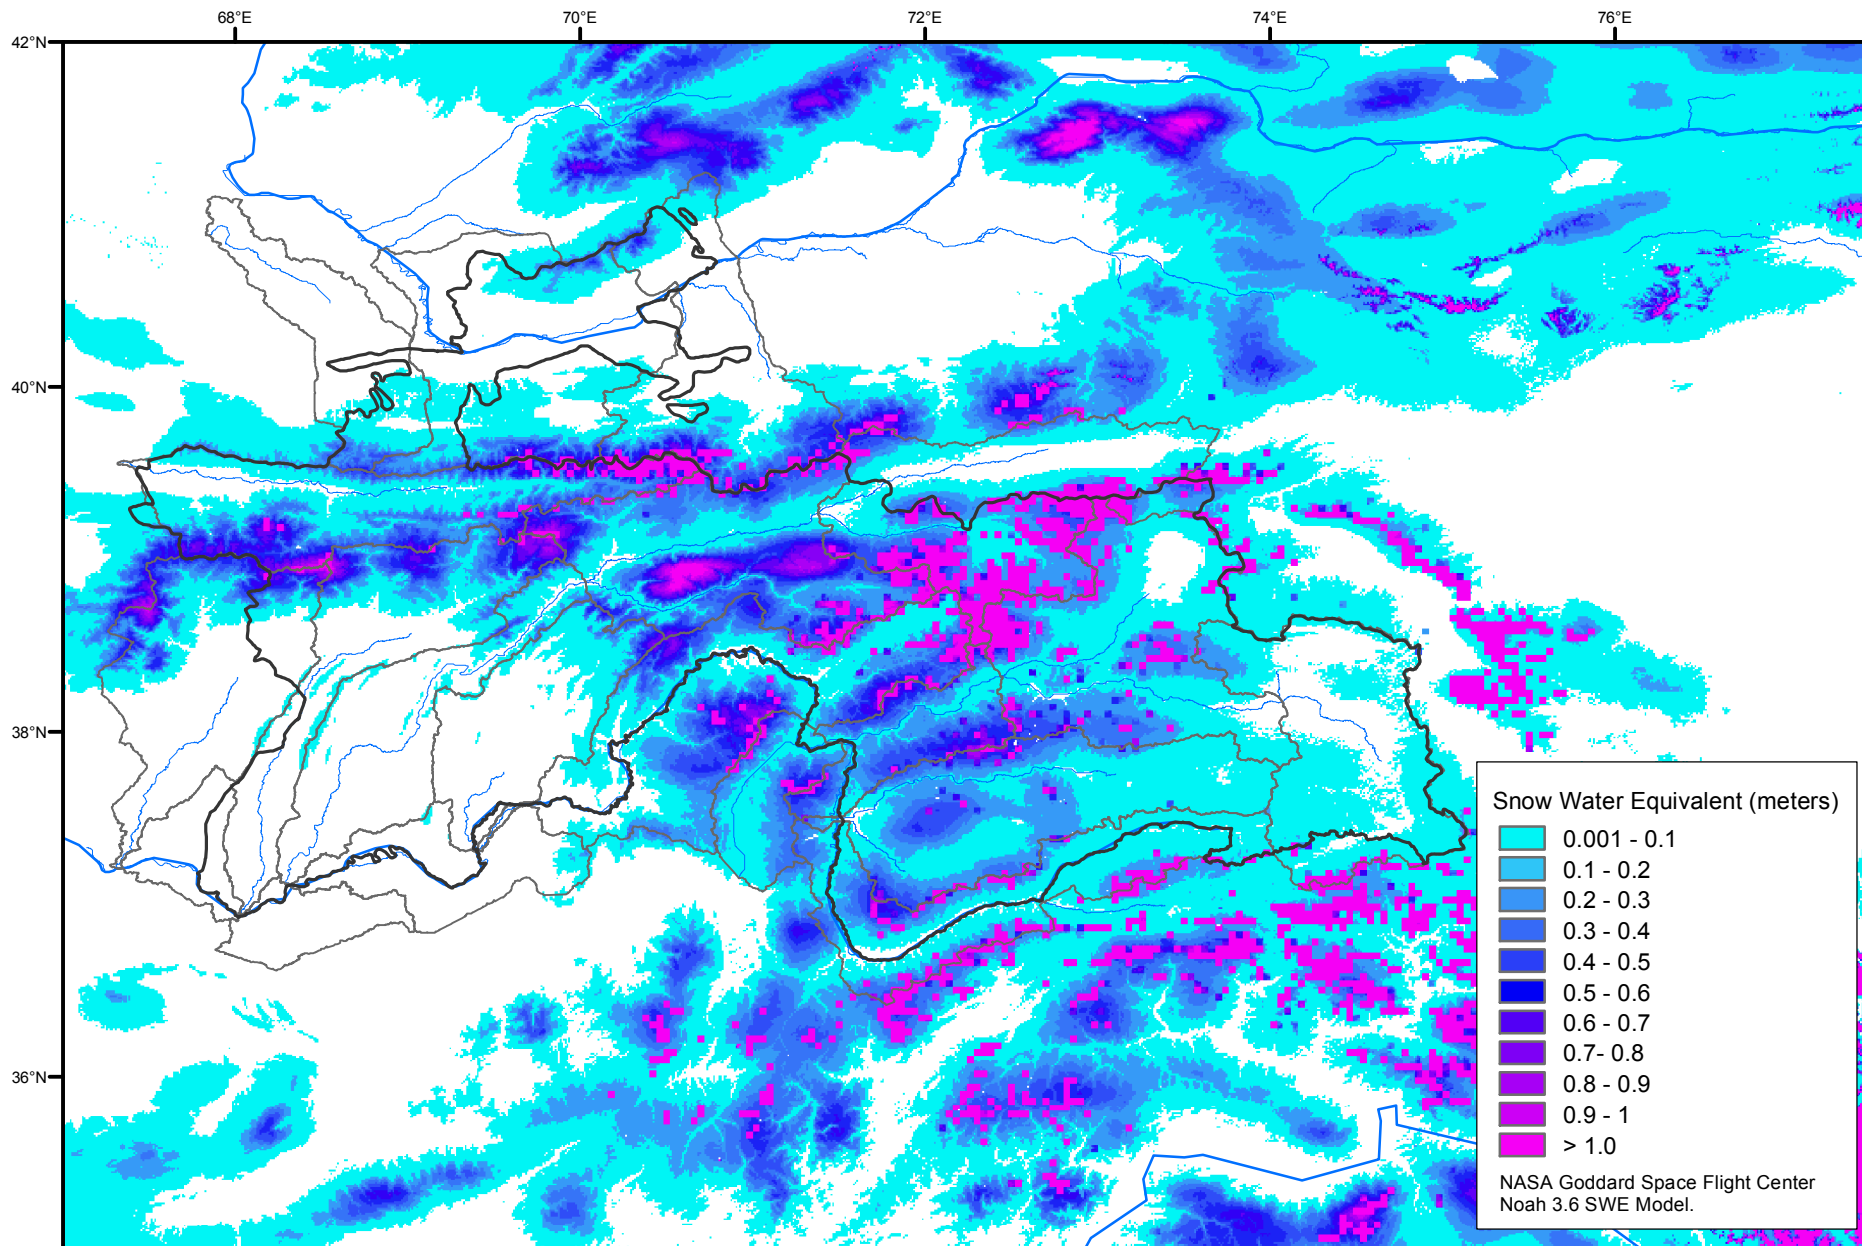 68°E 70°E 72°E 74°E 76°E
42°N
40°N
38°N
36°N
Snow Water Equivalent (meters)
0.001 - 0.1
0.1 - 0.2
0.2 - 0.3
0.3 - 0.4
0.4 - 0.5
0.5 - 0.6
0.6 - 0.7
0.7- 0.8
0.8 - 0.9
0.9 - 1
> 1.0
NASA Goddard Space Flight Center
Noah 3.6 SWE Model.